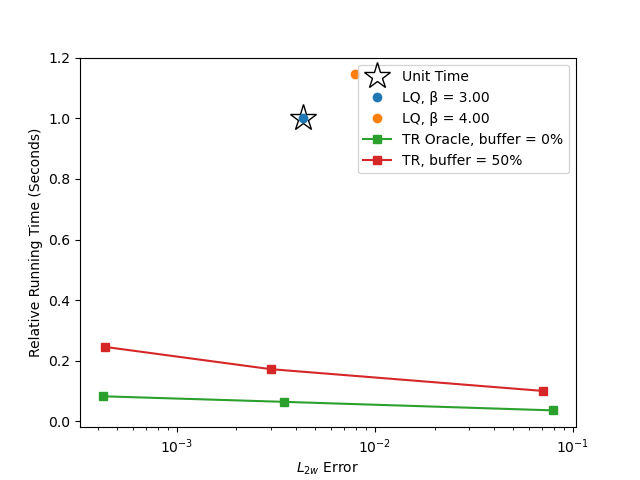 1.2
1.0
0.8
0.6
0.4
0.2
0.0
Relative Running Time (Seconds)
Unit Time
LQ, β = 3.00
LQ, β = 4.00
TR Oracle, buffer = 0%
TR, buffer = 50%
10⁻³ 10⁻² 10⁻¹
L₂w Error